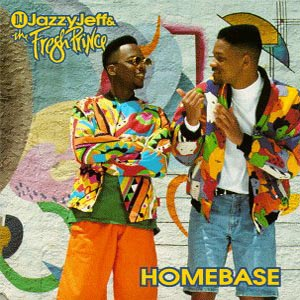 DJ JAZZY JEFF &
the Fresh Prince
HOMEBASE